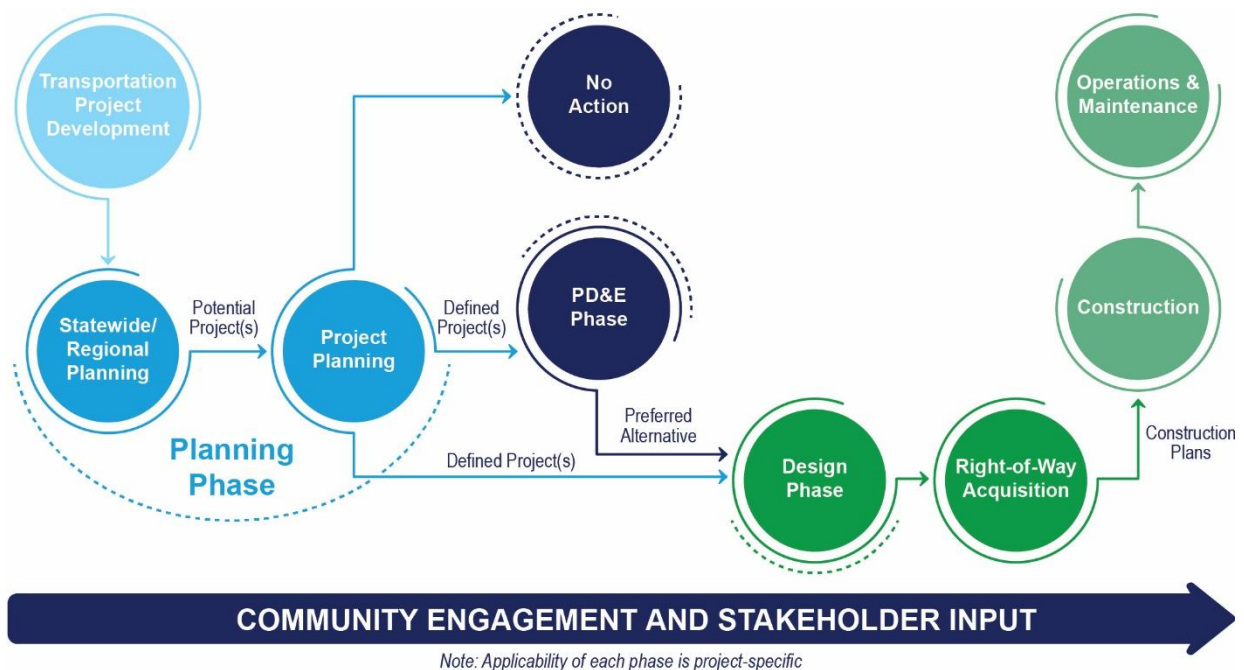 Transportation
Project
Development
No
Action
Operations &
Maintenance
Statewide/
Regional
Planning
Potential
Project(s)
Project
Planning
Defined
Project(s)
PD&E
Phase
Construction
Planning
Phase
Preferred
Alternative
Defined Project(s)
Design
Phase
Right-of-Way
Acquisition
Construction
Plans
COMMUNITY ENGAGEMENT AND STAKEHOLDER INPUT
Note: Applicability of each phase is project-specific